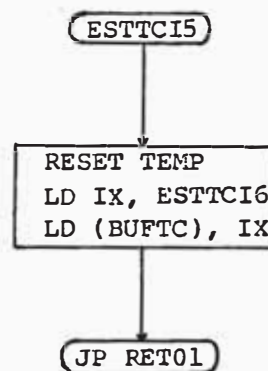 ESTTCI5
RESET TEMP
LD IX, ESTTCI6
LD (BUFTC), IX
JP RET01